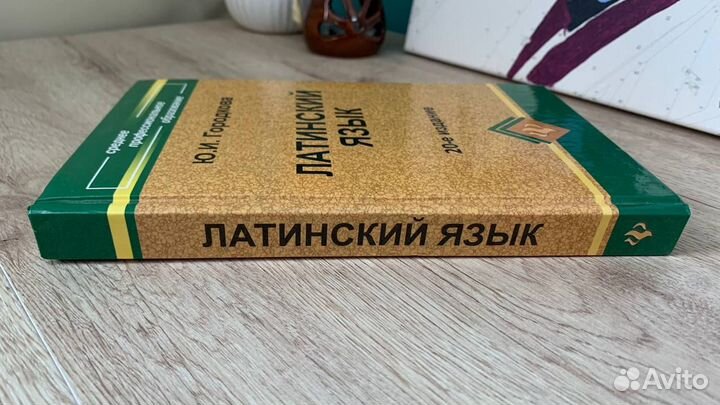 среднее
профессиональное
образование
Ю.И. Городкова
ЛАТИНСКИЙ
ЯЗЫК
20-е издание
ЛАТИНСКИЙ ЯЗЫК
Avito